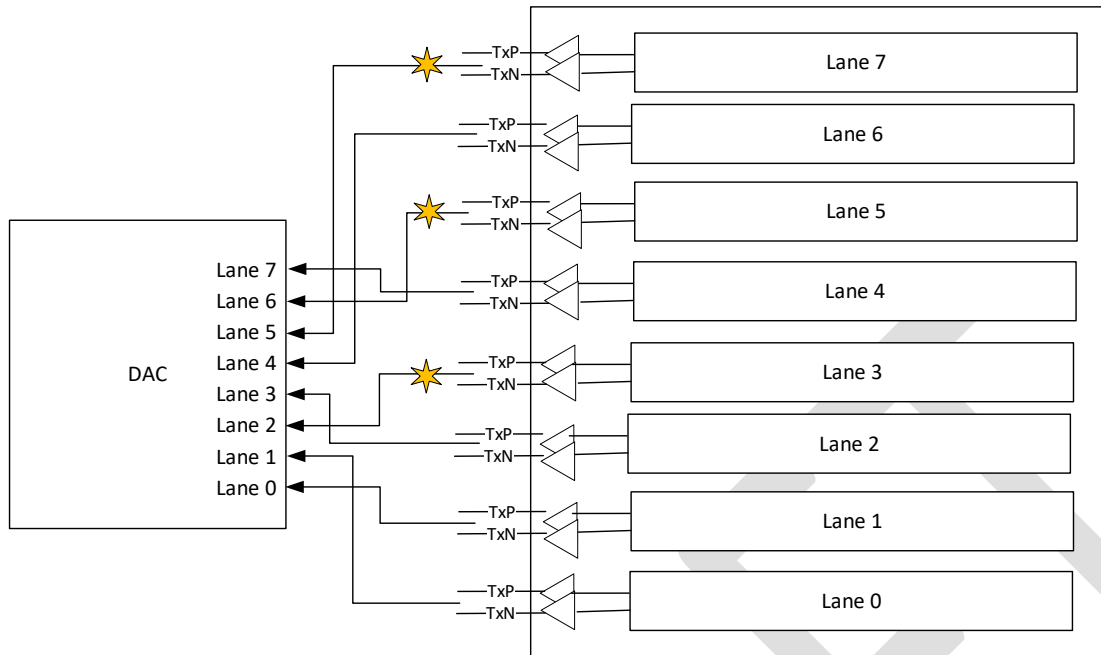 TxP
TxN
Lane 7
TxP
TxN
Lane 6
TxP
TxN
Lane 5
TxP
TxN
Lane 4
TxP
TxN
Lane 3
TxP
TxN
Lane 2
TxP
TxN
Lane 1
TxP
TxN
Lane 0
DAC
Lane 7
Lane 6
Lane 5
Lane 4
Lane 3
Lane 2
Lane 1
Lane 0